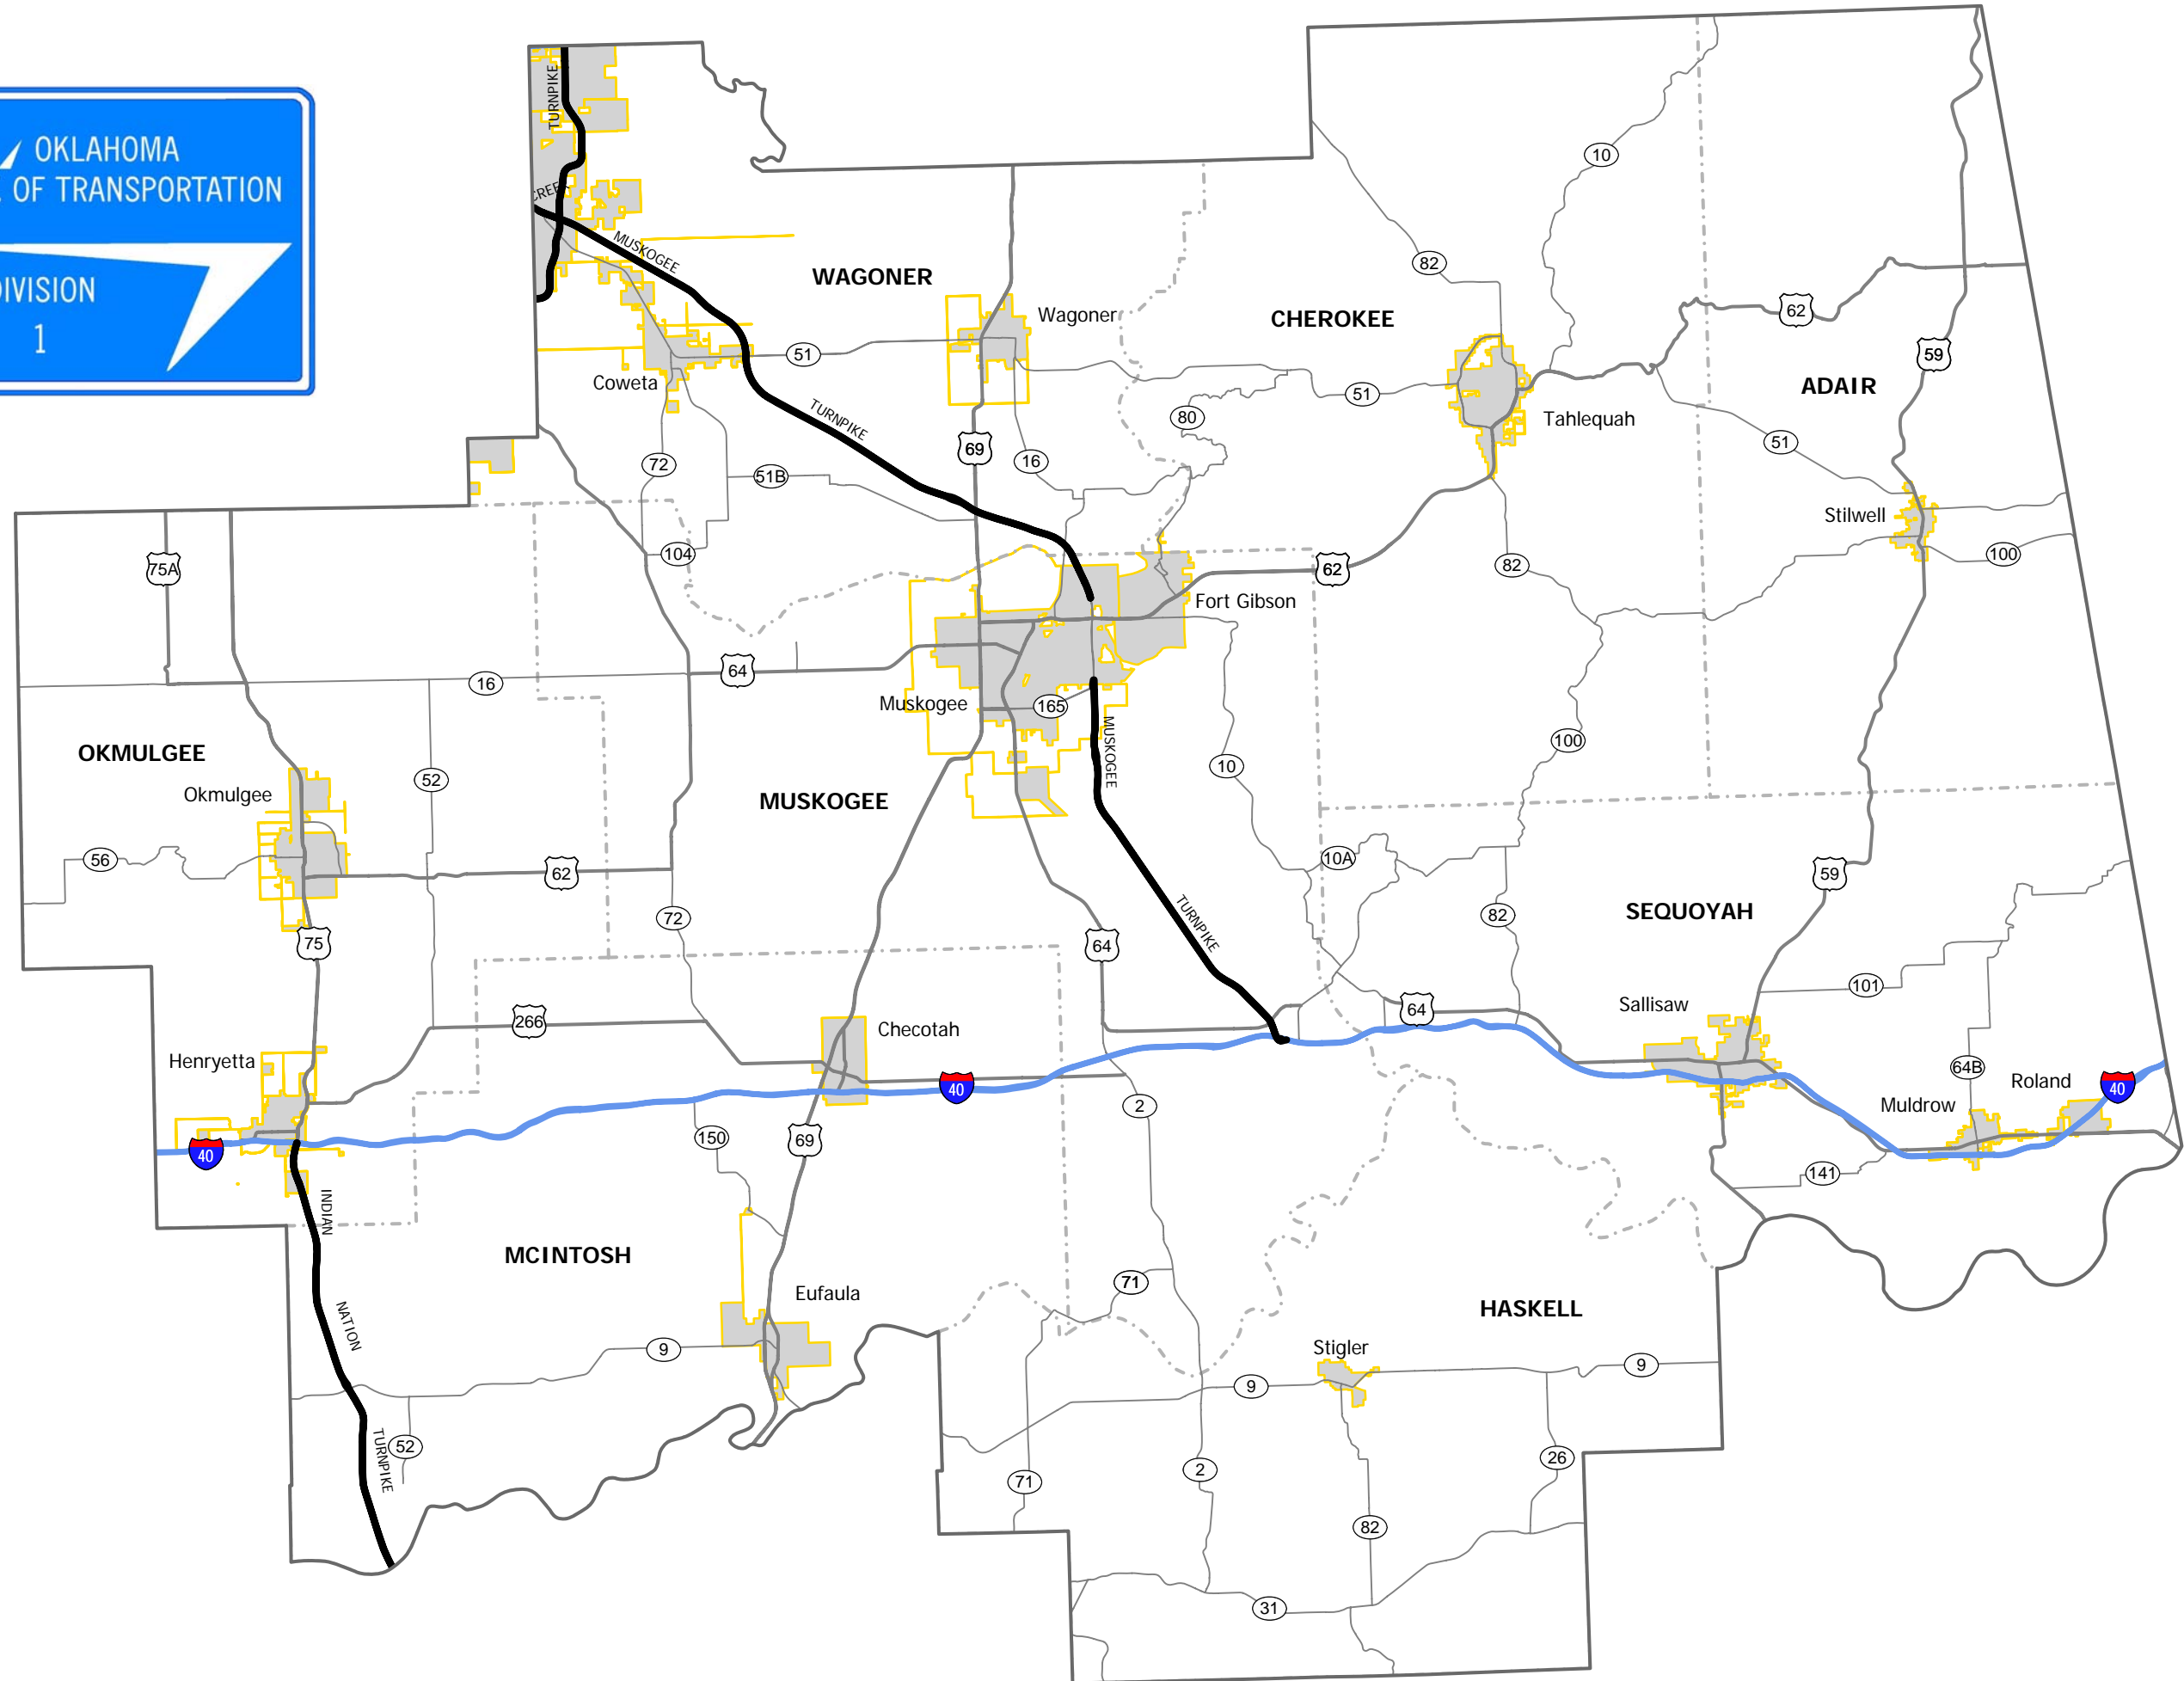 OKLAHOMA
OF TRANSPORTATION
DIVISION
1
TURNPIKE
CREEK
MUSKOGEE
WAGONER
Wagoner
CHEROKEE
10
82
62
59
51
Coweta
TURNPIKE
80
51
ADAIR
Tahlequah
69
16
72
51B
51
Stilwell
75A
104
62
82
100
Fort Gibson
64
16
Muskogee
165
MUSKOGEE
100
OKMULGEE
52
10
Okmulgee
MUSKOGEE
56
62
10A
59
72
TURNPIKE
82
SEQUOYAH
75
64
101
Sallisaw
64
266
Checotah
Henryetta
40
64B
Roland
40
Muldrow
2
150
69
40
141
INDIAN
MCINTOSH
71
Eufaula
HASKELL
NATION
9
Stigler
9
9
52
TURNPIKE
71
2
26
82
31